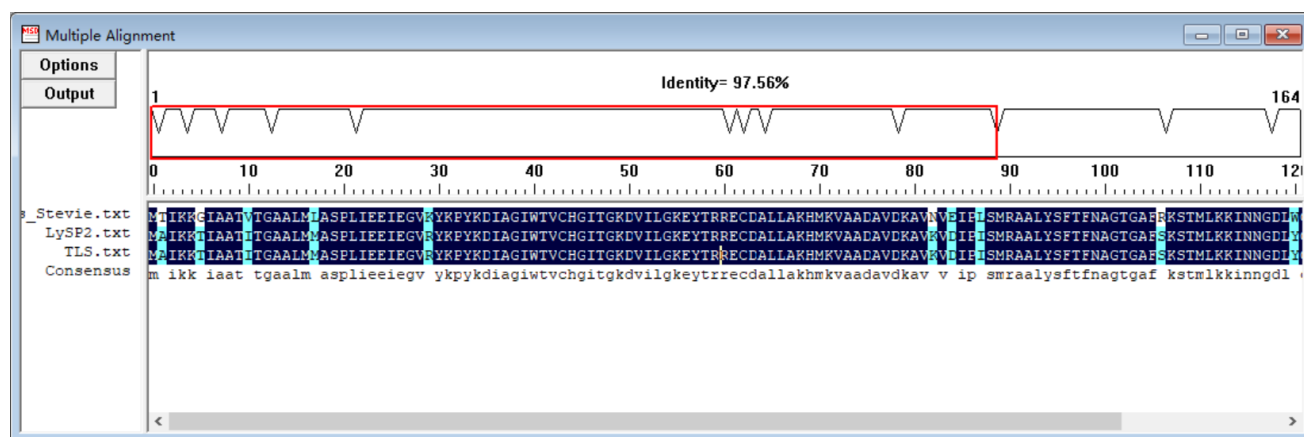 Multiple Alignment
Options
Output
Identity= 97.56%
1 164
0 10 20 30 40 50 60 70 80 90 100 110 12
s_Stevie.txt MTIKKGIAATVTGAALMLASPLIEEIEGVKYKPYKDIAGIWTVCHGITGKDVILGKEYTRRECDALLAKHMKVAADAVDKAVNVEIPLSMRAALYSFTFNAGTGAFRKSTMLKKINNGDLW
LySP2.txt MAIKKTIAATITGAALMMASPLIEEIEGVRYKPYKDIAGIWTVCHGITGKDVILGKEYTRRECDALLAKHMKVAADAVDKAVKVDIPISMRAALYSFTFNAGTGAFSKSTMLKKINNGDLY
TLS.txt MAIKKTIAATITGAALMMASPLIEEIEGVRYKPYKDIAGIWTVCHGITGKDVILGKEYTRRECDALLAKHMKVAADAVDKAVKVDIPISMRAALYSFTFNAGTGAFSKSTMLKKINNGDLY
Consensus m ikk iaat tgaalm asplieeiegv ykpykdiagiwtvchgitgkdvilgkeytrrecdallakhmkvaadavdkav v ip smraalysftfnagtgaf kstmlkkinngdl